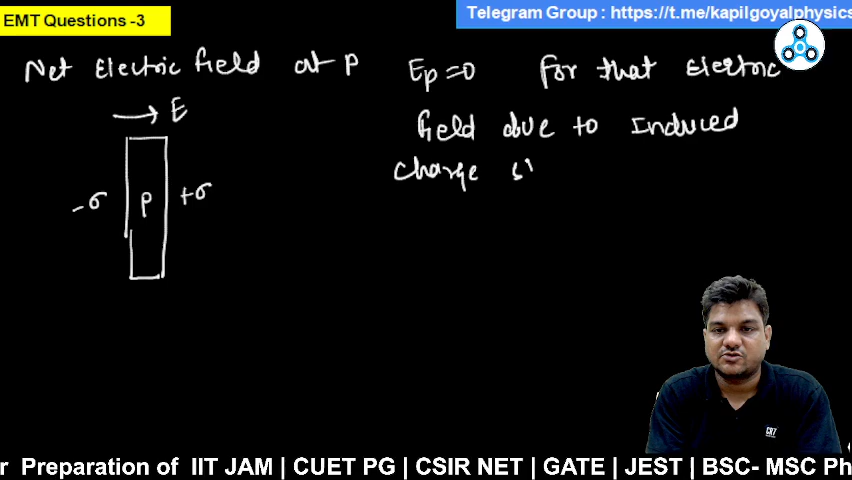 EMT Questions -3
Telegram Group : https://t.me/kapilgoyalphysics
Net Electric field at P
Ep=0 for that Electric
field due to Induced
charge
→ E
-σ P +σ
r Preparation of IIT JAM | CUET PG | CSIR NET | GATE | JEST | BSC- MSC Ph